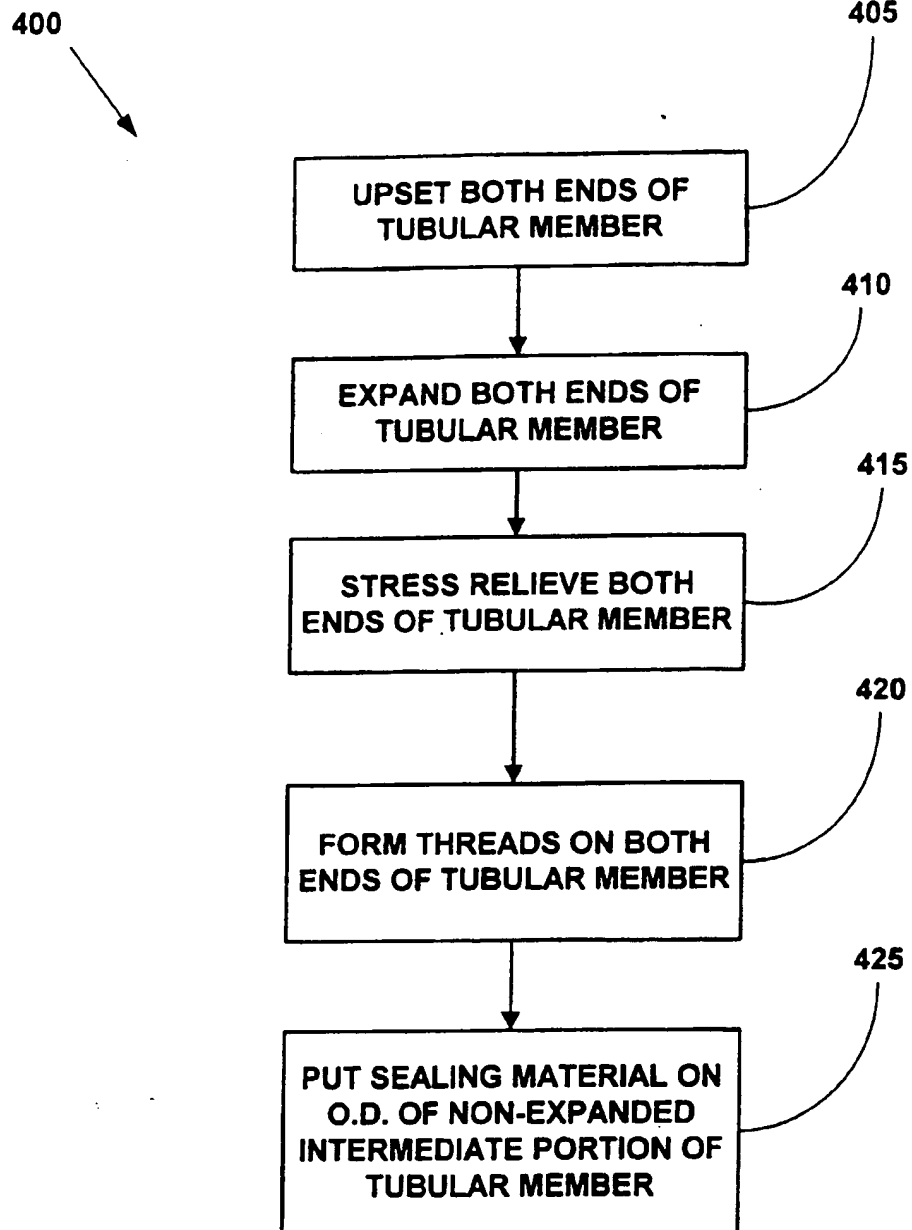 400
405
UPSET BOTH ENDS OF
TUBULAR MEMBER
410
EXPAND BOTH ENDS OF
TUBULAR MEMBER
415
STRESS RELIEVE BOTH
ENDS OF TUBULAR MEMBER
420
FORM THREADS ON BOTH
ENDS OF TUBULAR MEMBER
425
PUT SEALING MATERIAL ON
O.D. OF NON-EXPANDED
INTERMEDIATE PORTION OF
TUBULAR MEMBER